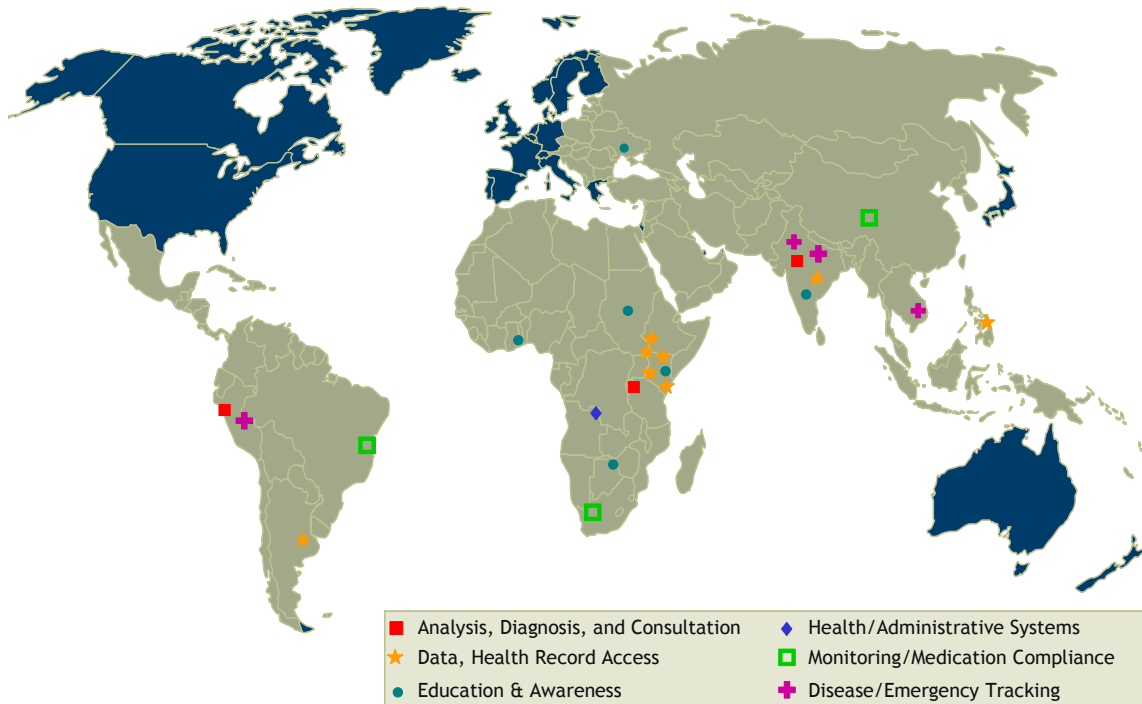 Analysis, Diagnosis, and Consultation
Data, Health Record Access
Education & Awareness
Health/Administrative Systems
Monitoring/Medication Compliance
Disease/Emergency Tracking